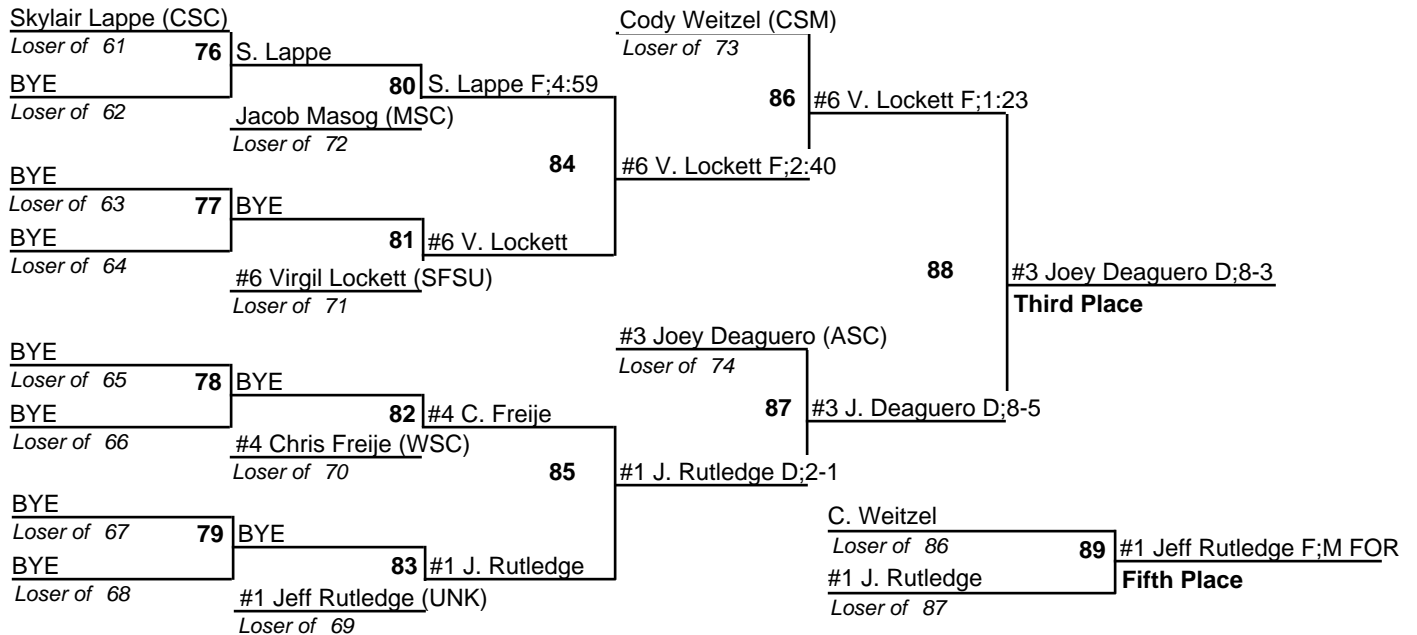 Skylair Lappe (CSC)
Loser of 61
76
S. Lappe
BYE
Loser of 62
80
S. Lappe F;4:59
Jacob Masog (MSC)
Loser of 72
BYE
Loser of 63
77
BYE
BYE
Loser of 64
81
#6 V. Lockett
#6 Virgil Lockett (SFSU)
Loser of 71
84
#6 V. Lockett F;2:40
Cody Weitzel (CSM)
Loser of 73
86
#6 V. Lockett F;1:23
BYE
Loser of 65
78
BYE
BYE
Loser of 66
82
#4 C. Freije
#4 Chris Freije (WSC)
Loser of 70
BYE
Loser of 67
79
BYE
BYE
Loser of 68
83
#1 J. Rutledge
#1 Jeff Rutledge (UNK)
Loser of 69
85
#1 J. Rutledge D;2-1
#3 Joey Deaguero (ASC)
Loser of 74
87
#3 J. Deaguero D;8-5
88
#3 Joey Deaguero D;8-3
Third Place
C. Weitzel
Loser of 86
89
#1 Jeff Rutledge F;M FOR
#1 J. Rutledge
Fifth Place
Loser of 87